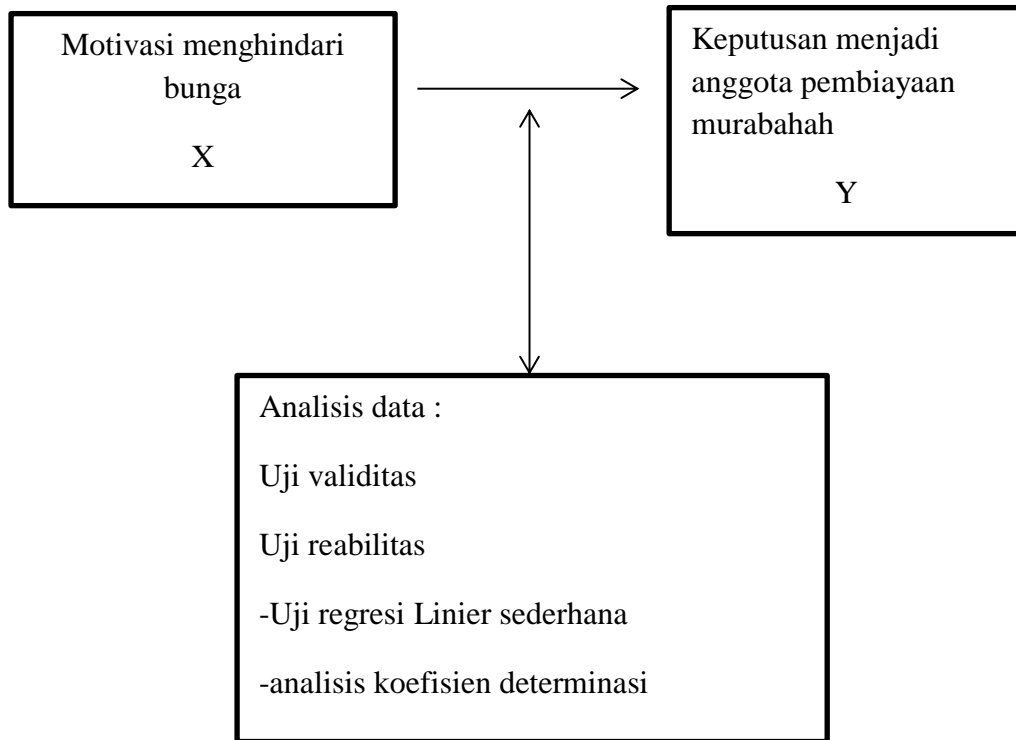 Motivasi menghindari
bunga
X
Keputusan menjadi
anggota pembiayaan
murabahah
Y
Analisis data :
Uji validitas
Uji reabilitas
-Uji regresi Linier sederhana
-analisis koefisien determinasi